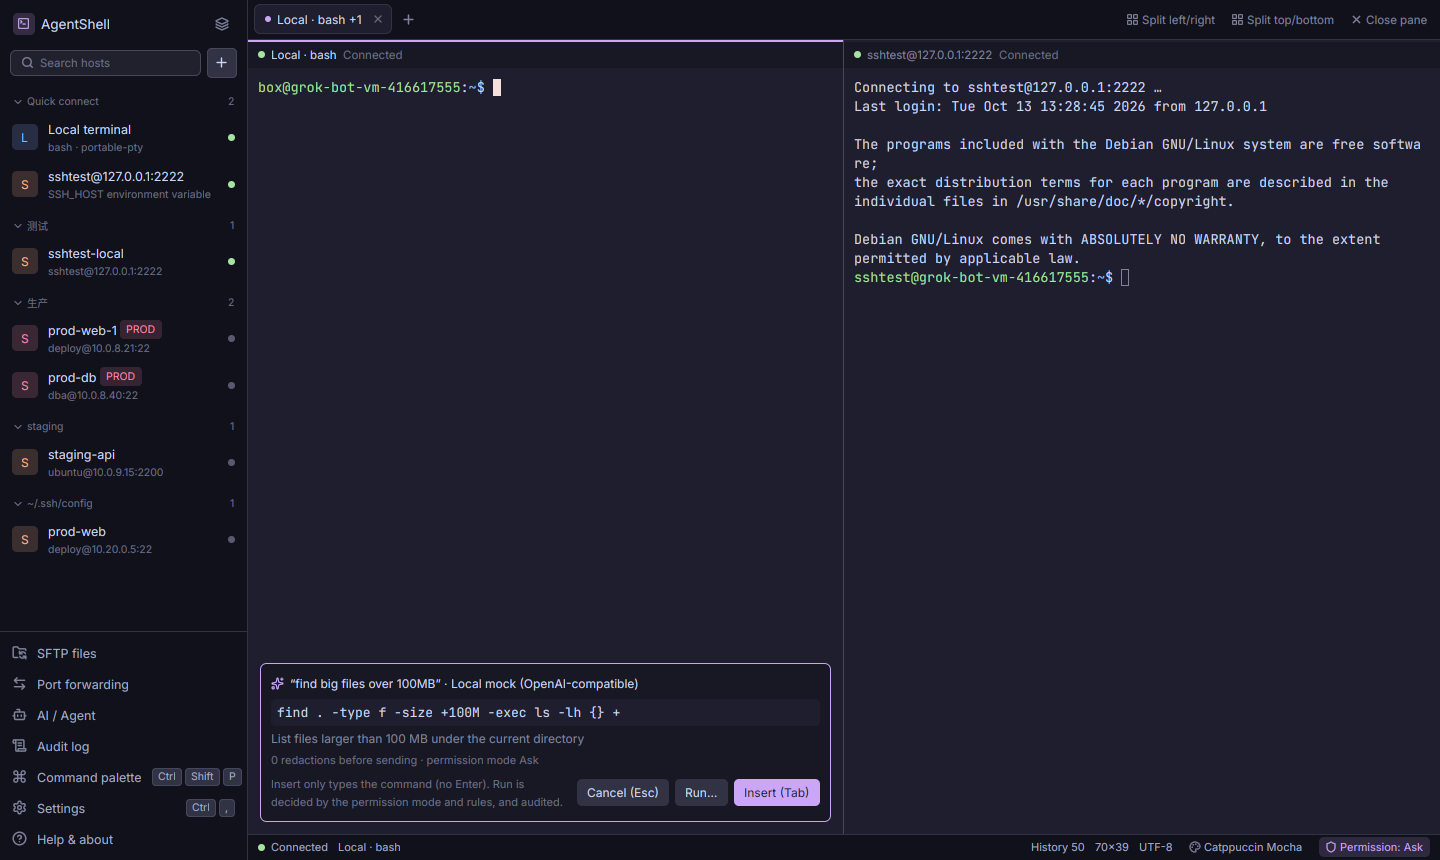 AgentShell
Search hosts
Quick connect 2
L
Local terminal
bash · portable-pty
S
sshtest@127.0.0.1:2222
SSH_HOST environment variable
测试 1
S
sshtest-local
sshtest@127.0.0.1:2222
生产 2
S
prod-web-1 PROD
deploy@10.0.8.21:22
S
prod-db PROD
dba@10.0.8.40:22
staging 1
S
staging-api
ubuntu@10.0.9.15:2200
~/.ssh/config 1
S
prod-web
deploy@10.20.0.5:22
SFTP files
Port forwarding
AI / Agent
Audit log
Command palette Ctrl Shift P
Settings Ctrl ,
Help & about
Local · bash +1
Split left/right Split top/bottom Close pane
Local · bash Connected
box@grok-bot-vm-416617555:~$
“find big files over 100MB” · Local mock (OpenAI-compatible)
find . -type f -size +100M -exec ls -lh {} +
List files larger than 100 MB under the current directory
0 redactions before sending · permission mode Ask
Insert only types the command (no Enter). Run is
decided by the permission mode and rules, and audited.
Cancel (Esc) Run... Insert (Tab)
sshtest@127.0.0.1:2222 Connected
Connecting to sshtest@127.0.0.1:2222 …
Last login: Tue Oct 13 13:28:45 2026 from 127.0.0.1
The programs included with the Debian GNU/Linux system are free softwa
re;
the exact distribution terms for each program are described in the
individual files in /usr/share/doc/*/copyright.
Debian GNU/Linux comes with ABSOLUTELY NO WARRANTY, to the extent
permitted by applicable law.
sshtest@grok-bot-vm-416617555:~$
Connected Local · bash
History 50 70×39 UTF-8 Catppuccin Mocha Permission: Ask